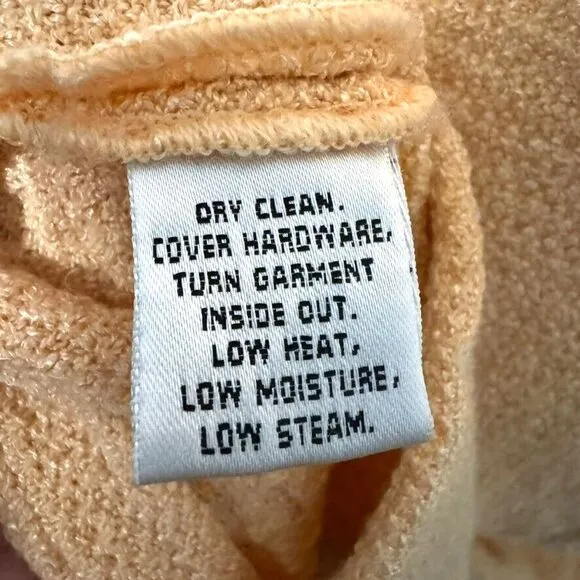 DRY CLEAN.
COVER HARDWARE,
TURN GARMENT
INSIDE OUT.
LOW HEAT,
LOW MOISTURE,
LOW STEAM.